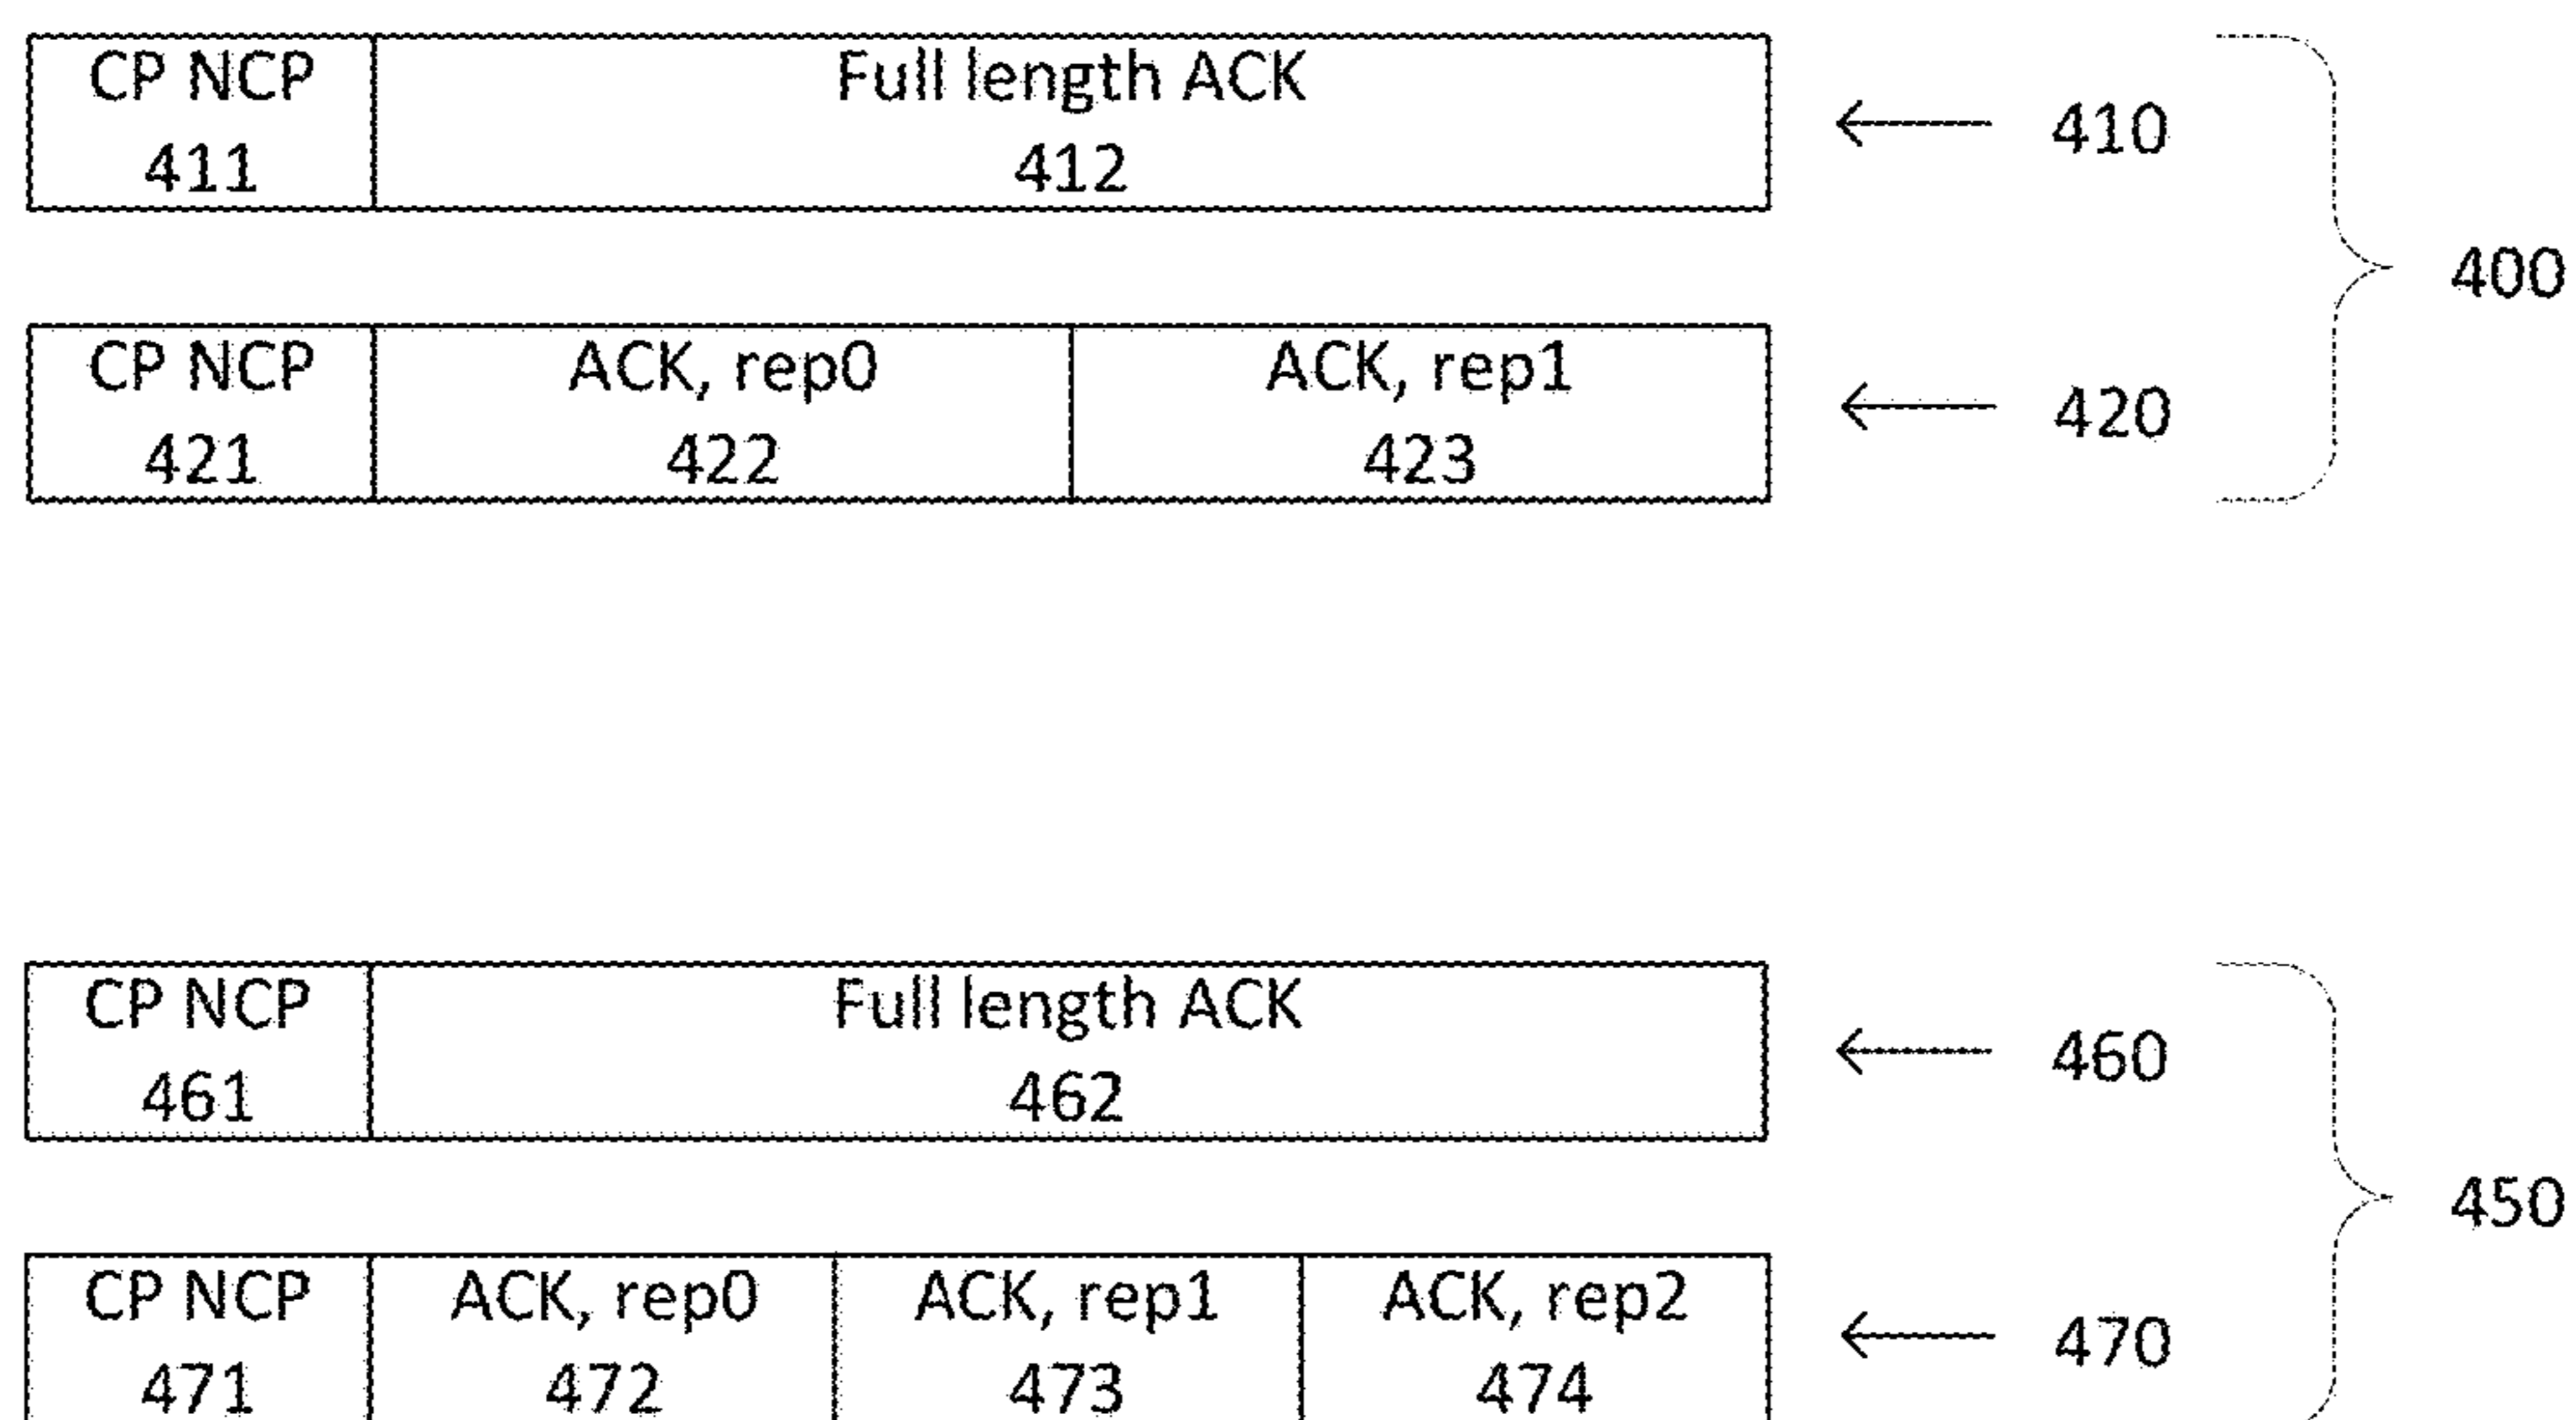 CP NCP
411
Full length ACK
412
410
CP NCP
421
ACK, rep0
422
ACK, rep1
423
420
400
CP NCP
461
Full length ACK
462
460
CP NCP
471
ACK, rep0
472
ACK, rep1
473
ACK, rep2
474
470
450